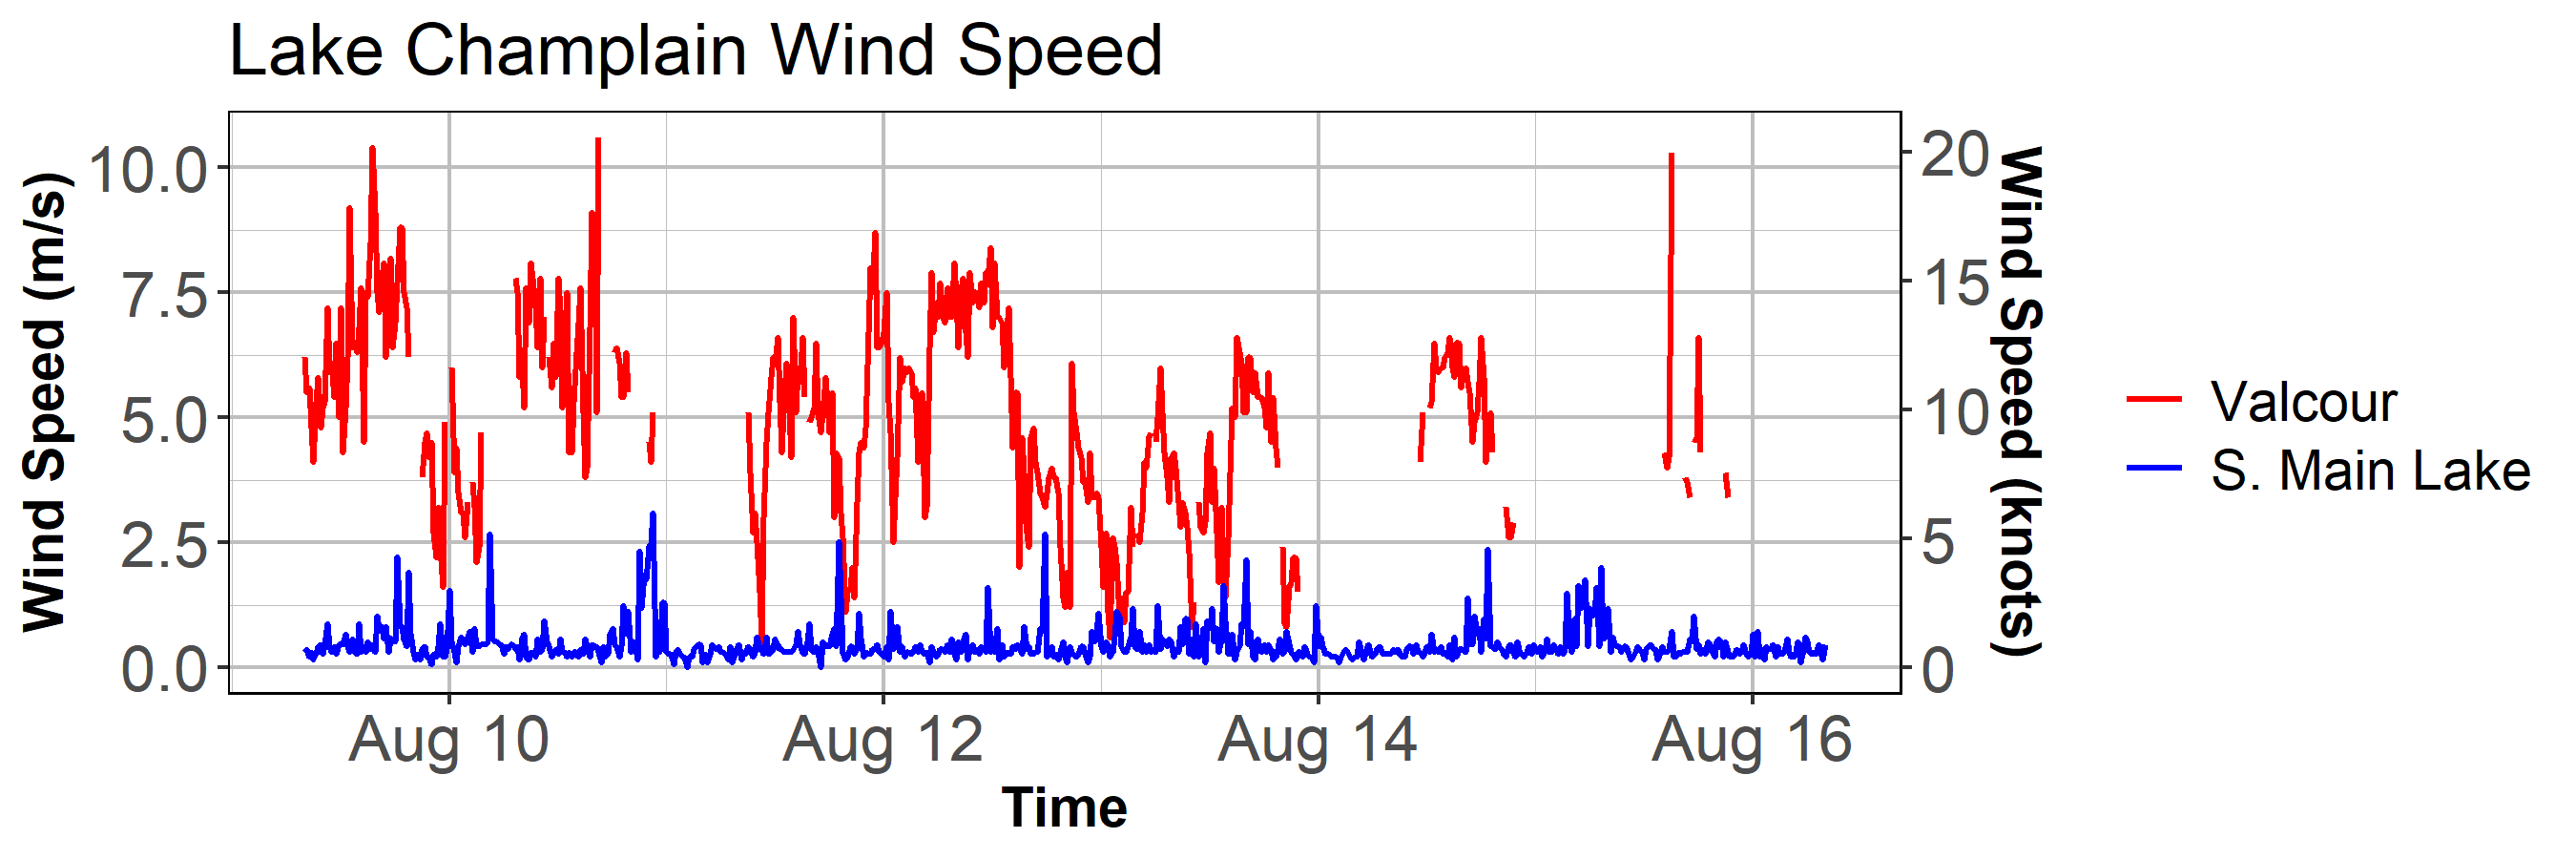 Lake Champlain Wind Speed
Wind Speed (m/s)
10.0
7.5
5.0
2.5
0.0
20
15
10
5
0
Wind Speed (knots)
Aug 10
Aug 12
Aug 14
Aug 16
Time
Valcour
S. Main Lake